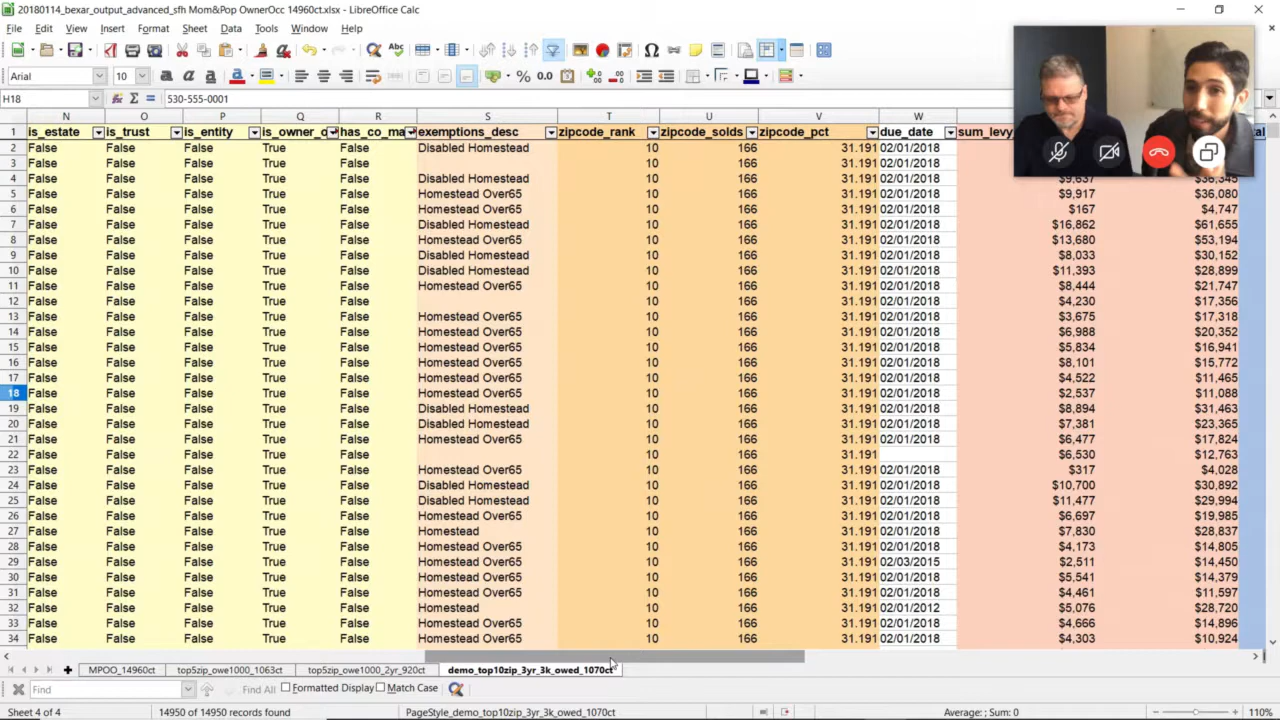 20180114_bexar_output_advanced_sfh Mom&Pop OwnerOcc 14960ct.xlsx - LibreOffice Calc
File Edit View Insert Format Styles Sheet Data Tools Window Help
Arial 10
H18 530-555-0001
N O P Q R S T U V W
1 is_estate is_trust is_entity is_owner_o has_co_ma exemptions_desc zipcode_rank zipcode_solds zipcode_pct due_date sum_levy
2 False False False True False Disabled Homestead 10 166 31.191 02/01/2018
3 False False False True False 10 166 31.191 02/01/2018
4 False False False True False Disabled Homestead 10 166 31.191 02/01/2018 $9,637 $36,345
5 False False False True False Homestead Over65 10 166 31.191 02/01/2018 $9,917 $36,080
6 False False False True False Homestead Over65 10 166 31.191 02/01/2018 $167 $4,747
7 False False False True False Disabled Homestead 10 166 31.191 02/01/2018 $16,862 $61,655
8 False False False True False Homestead Over65 10 166 31.191 02/01/2018 $13,680 $53,194
9 False False False True False Disabled Homestead 10 166 31.191 02/01/2018 $8,033 $30,152
10 False False False True False Disabled Homestead 10 166 31.191 02/01/2018 $11,393 $28,899
11 False False False True False Homestead Over65 10 166 31.191 02/01/2018 $8,444 $21,747
12 False False False True False 10 166 31.191 02/01/2018 $4,230 $17,356
13 False False False True False Homestead Over65 10 166 31.191 02/01/2018 $3,675 $17,318
14 False False False True False Homestead Over65 10 166 31.191 02/01/2018 $6,988 $20,352
15 False False False True False Homestead Over65 10 166 31.191 02/01/2018 $5,834 $16,941
16 False False False True False Homestead Over65 10 166 31.191 02/01/2018 $8,101 $15,772
17 False False False True False Homestead Over65 10 166 31.191 02/01/2018 $4,522 $11,465
18 False False False True False Homestead Over65 10 166 31.191 02/01/2018 $2,537 $11,088
19 False False False True False Disabled Homestead 10 166 31.191 02/01/2018 $8,894 $31,463
20 False False False True False Disabled Homestead 10 166 31.191 02/01/2018 $7,381 $23,365
21 False False False True False Homestead Over65 10 166 31.191 02/01/2018 $6,477 $17,824
22 False False False True False 10 166 31.191 $6,530 $12,763
23 False False False True False Homestead Over65 10 166 31.191 02/01/2018 $317 $4,028
24 False False False True False Disabled Homestead 10 166 31.191 02/01/2018 $10,700 $30,892
25 False False False True False Disabled Homestead 10 166 31.191 02/01/2018 $11,477 $29,994
26 False False False True False Homestead Over65 10 166 31.191 02/01/2018 $6,697 $19,985
27 False False False True False Homestead 10 166 31.191 02/01/2018 $7,830 $28,837
28 False False False True False Homestead Over65 10 166 31.191 02/01/2018 $4,173 $14,805
29 False False False True False Homestead Over65 10 166 31.191 02/03/2015 $2,511 $14,450
30 False False False True False Homestead Over65 10 166 31.191 02/01/2018 $5,541 $14,379
31 False False False True False Homestead Over65 10 166 31.191 02/01/2018 $4,461 $11,597
32 False False False True False Homestead 10 166 31.191 02/01/2012 $5,076 $28,720
33 False False False True False Homestead Over65 10 166 31.191 02/01/2018 $4,666 $14,896
34 False False False True False Homestead Over65 10 166 31.191 02/01/2018 $4,303 $10,924
MPOO_14960ct top5zip_owe1000_1063ct top5zip_owe1000_2yr_920ct demo_top10zip_3yr_3k_owed_1070ct
Find Find All Formatted Display Match Case
Sheet 4 of 4 14950 of 14950 records found PageStyle_demo_top10zip_3yr_3k_owed_1070ct Average: ; Sum: 0 110%